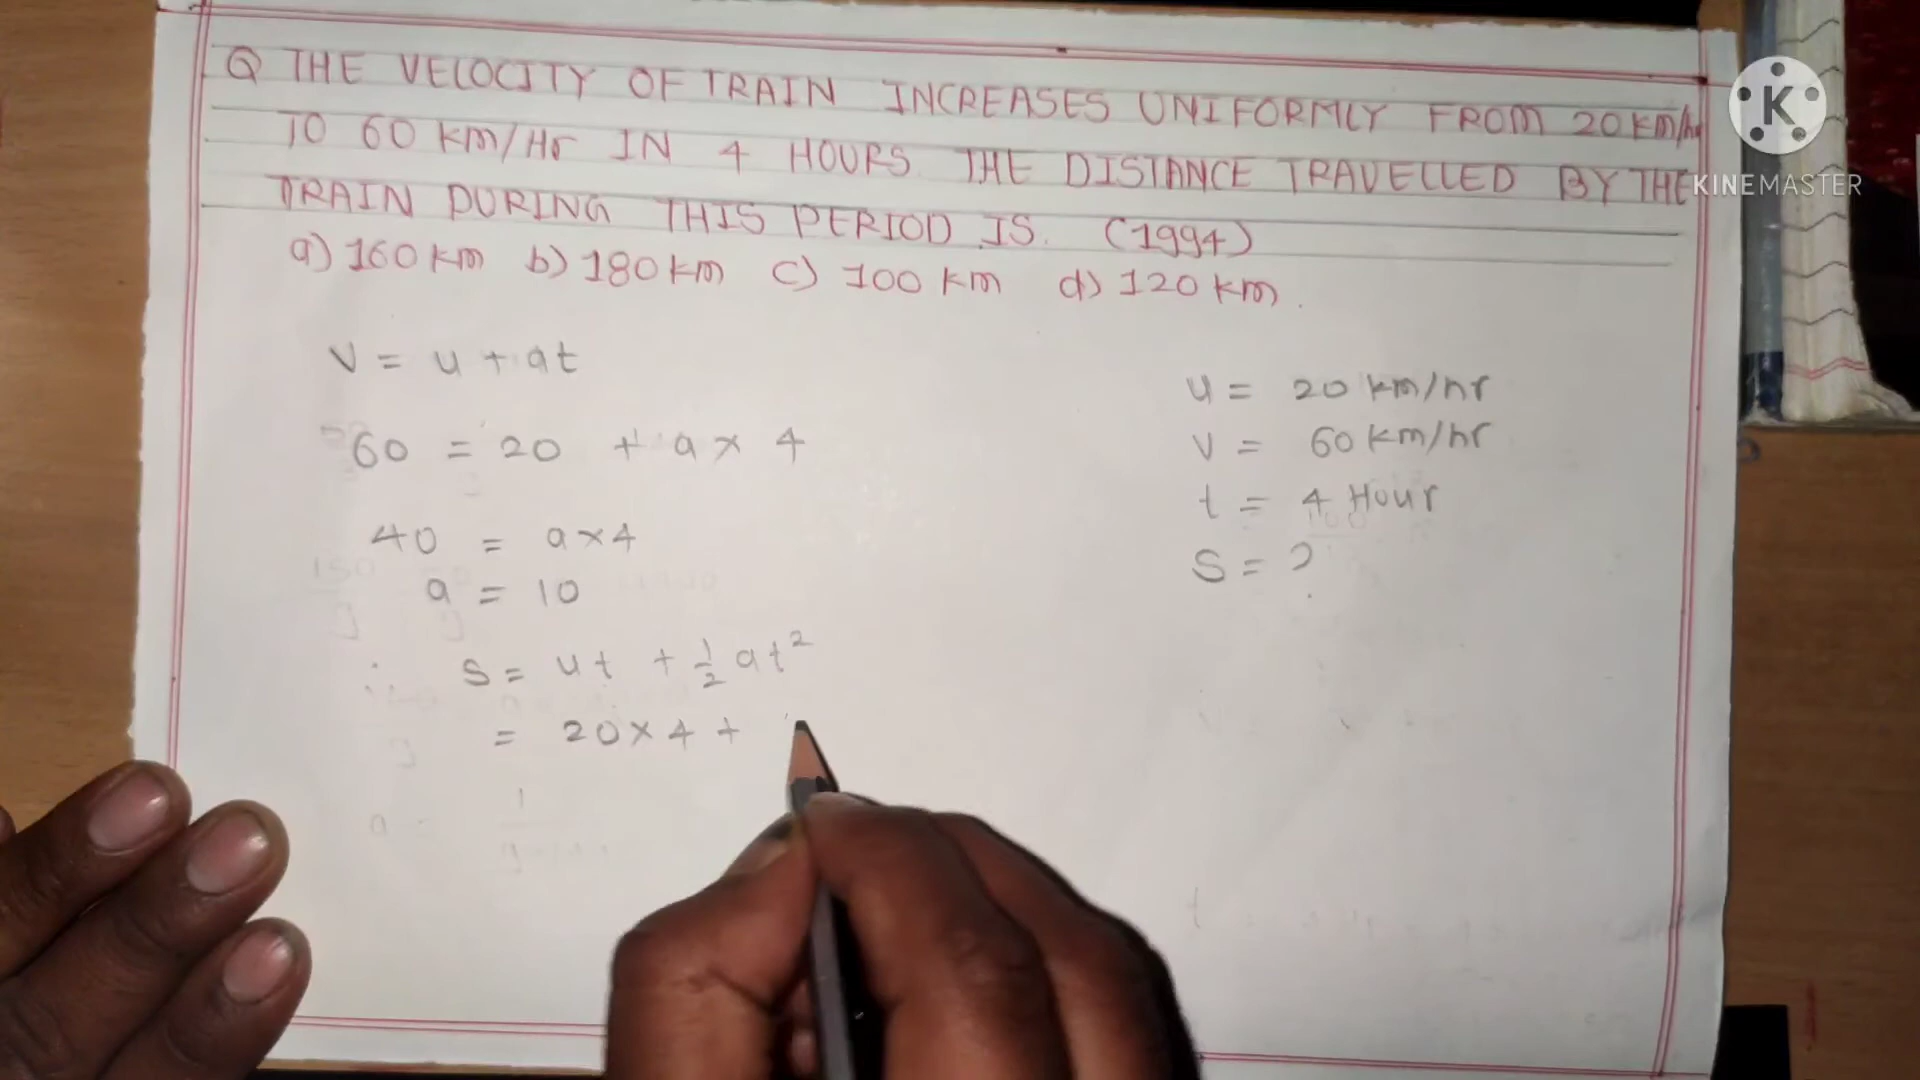 Q THE VELOCITY OF TRAIN INCREASES UNIFORMLY FROM 20 KM/hr
TO 60 KM/Hr IN 4 HOURS. THE DISTANCE TRAVELLED BY THE
TRAIN DURING THIS PERIOD IS. (1994)
a) 160 km b) 180 km c) 100 km d) 120 km.
V = u + at
60 = 20 + a x 4
40 = a x 4
a = 10
∴ S = ut + 1/2 at²
= 20 x 4 +
u = 20 km/hr
V = 60 km/hr
t = 4 Hour
S = ?
K
KINEMASTER